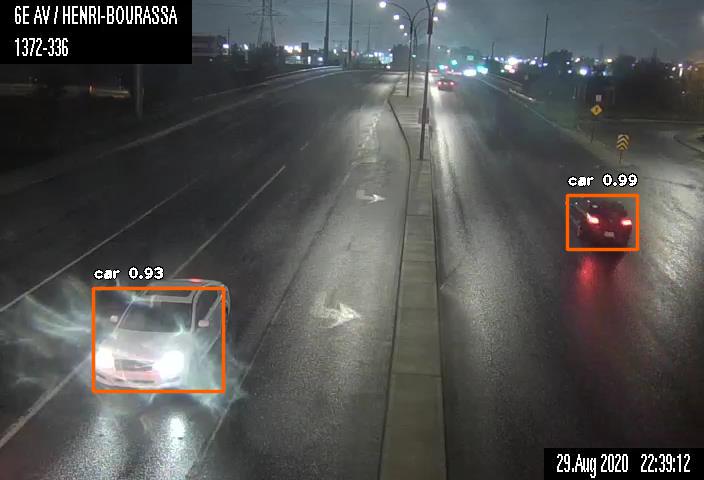 6E AV / HENRI-BOURASSA
1372-336
car 0.99
car 0.93
29.Aug 2020 22:39:12